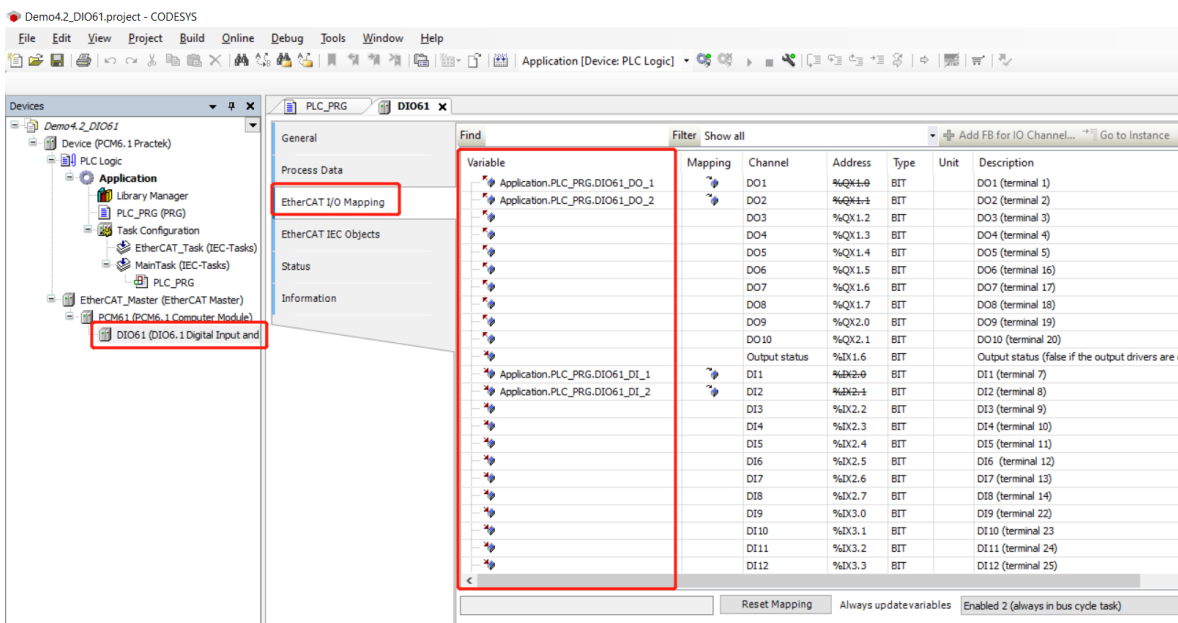 Demo4.2_DIO61.project - CODESYS
File Edit View Project Build Online Debug Tools Window Help
Application [Device: PLC Logic]
Devices
Demo4.2_DIO61
Device (PCM6.1 Practek)
PLC Logic
Application
Library Manager
PLC_PRG (PRG)
Task Configuration
EtherCAT_Task (IEC-Tasks)
MainTask (IEC-Tasks)
PLC_PRG
EtherCAT_Master (EtherCAT Master)
PCM61 (PCM6.1 Computer Module)
DIO61 (DIO6.1 Digital Input and
PLC_PRG DIO61
General
Process Data
EtherCAT I/O Mapping
EtherCAT IEC Objects
Status
Information
Find Filter Show all Add FB for IO Channel... Go to Instance
Variable Mapping Channel Address Type Unit Description
Application.PLC_PRG.DIO61_DO_1 DO1 %QX1.0 BIT DO1 (terminal 1)
Application.PLC_PRG.DIO61_DO_2 DO2 %QX1.1 BIT DO2 (terminal 2)
DO3 %QX1.2 BIT DO3 (terminal 3)
DO4 %QX1.3 BIT DO4 (terminal 4)
DO5 %QX1.4 BIT DO5 (terminal 5)
DO6 %QX1.5 BIT DO6 (terminal 16)
DO7 %QX1.6 BIT DO7 (terminal 17)
DO8 %QX1.7 BIT DO8 (terminal 18)
DO9 %QX2.0 BIT DO9 (terminal 19)
DO10 %QX2.1 BIT DO10 (terminal 20)
Output status %IX1.6 BIT Output status (false if the output drivers are
Application.PLC_PRG.DIO61_DI_1 DI1 %IX2.0 BIT DI1 (terminal 7)
Application.PLC_PRG.DIO61_DI_2 DI2 %IX2.1 BIT DI2 (terminal 8)
DI3 %IX2.2 BIT DI3 (terminal 9)
DI4 %IX2.3 BIT DI4 (terminal 10)
DI5 %IX2.4 BIT DI5 (terminal 11)
DI6 %IX2.5 BIT DI6 (terminal 12)
DI7 %IX2.6 BIT DI7 (terminal 13)
DI8 %IX2.7 BIT DI8 (terminal 14)
DI9 %IX3.0 BIT DI9 (terminal 22)
DI10 %IX3.1 BIT DI10 (terminal 23
DI11 %IX3.2 BIT DI11 (terminal 24)
DI12 %IX3.3 BIT DI12 (terminal 25)
Reset Mapping Always update variables Enabled 2 (always in bus cycle task)